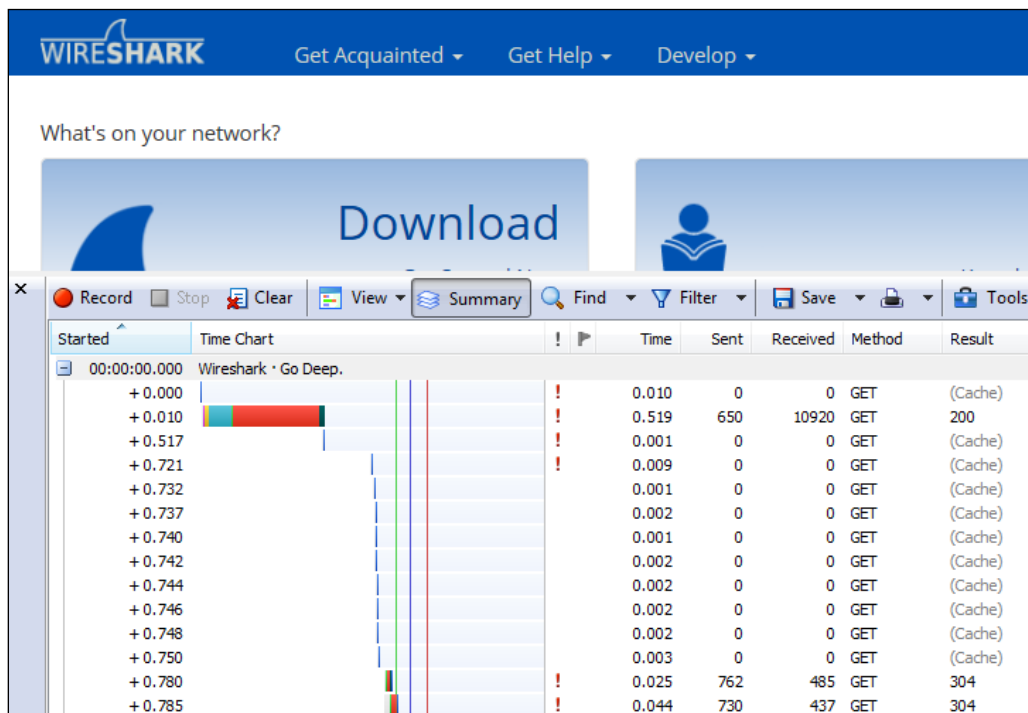 WIRESHARK Get Acquainted Get Help Develop
What's on your network?
Download
Record Stop Clear View Summary Find Filter Save Tools
Started Time Chart ! Time Sent Received Method Result
00:00:00.000 Wireshark · Go Deep.
+ 0.000 ! 0.010 0 0 GET (Cache)
+ 0.010 ! 0.519 650 10920 GET 200
+ 0.517 ! 0.001 0 0 GET (Cache)
+ 0.721 ! 0.009 0 0 GET (Cache)
+ 0.732 0.001 0 0 GET (Cache)
+ 0.737 0.002 0 0 GET (Cache)
+ 0.740 0.001 0 0 GET (Cache)
+ 0.742 0.002 0 0 GET (Cache)
+ 0.744 0.002 0 0 GET (Cache)
+ 0.746 0.002 0 0 GET (Cache)
+ 0.748 0.002 0 0 GET (Cache)
+ 0.750 0.003 0 0 GET (Cache)
+ 0.780 ! 0.025 762 485 GET 304
+ 0.785 ! 0.044 730 437 GET 304